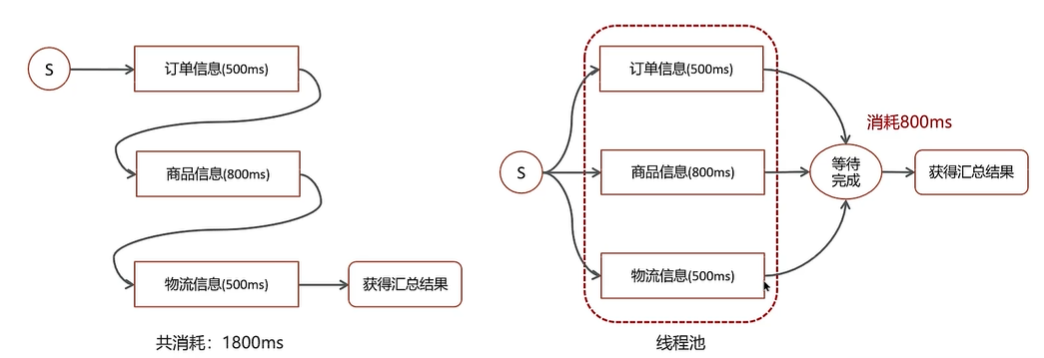 S
订单信息(500ms)
商品信息(800ms)
物流信息(500ms)
获得汇总结果
共消耗：1800ms
S
订单信息(500ms)
商品信息(800ms)
物流信息(500ms)
消耗800ms
等待
完成
获得汇总结果
线程池